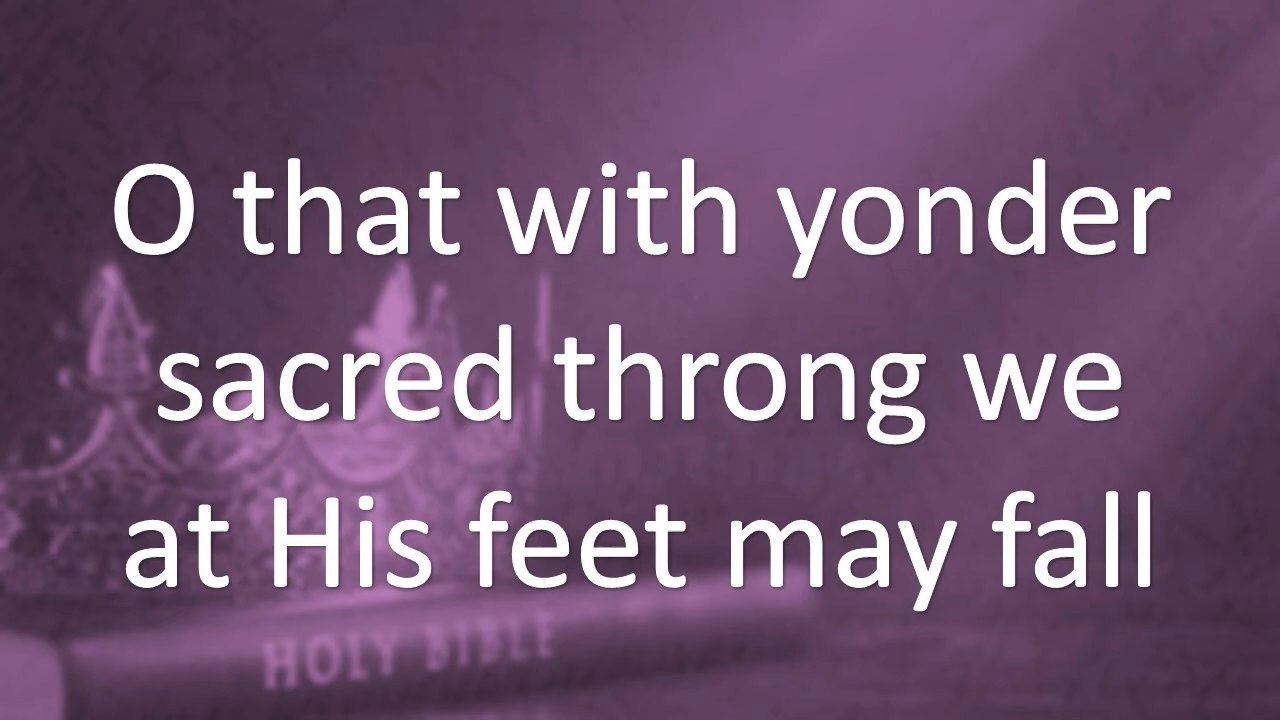 O that with yonder
sacred throng we
at His feet may fall
HOLY BIBLE